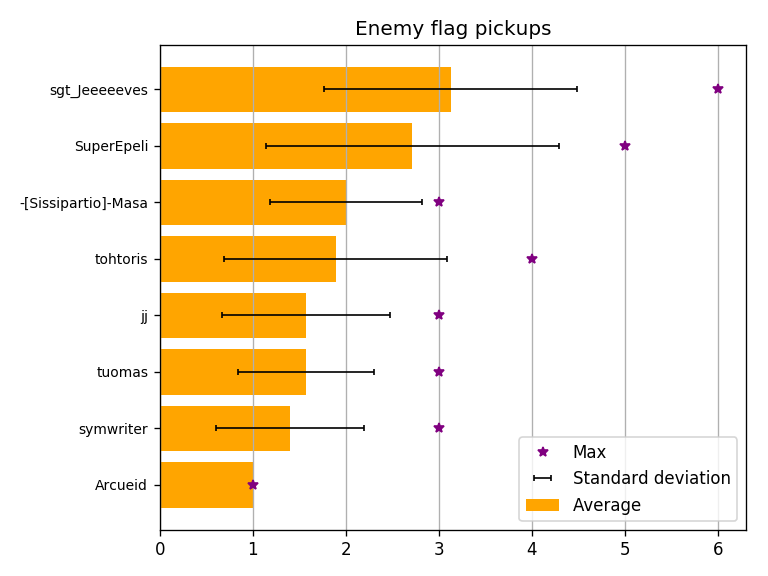 Enemy flag pickups
sgt_Jeeeeeves
SuperEpeli
-[Sissipartio]-Masa
tohtoris
jj
tuomas
symwriter
Arcueid
Max
Standard deviation
Average
0 1 2 3 4 5 6